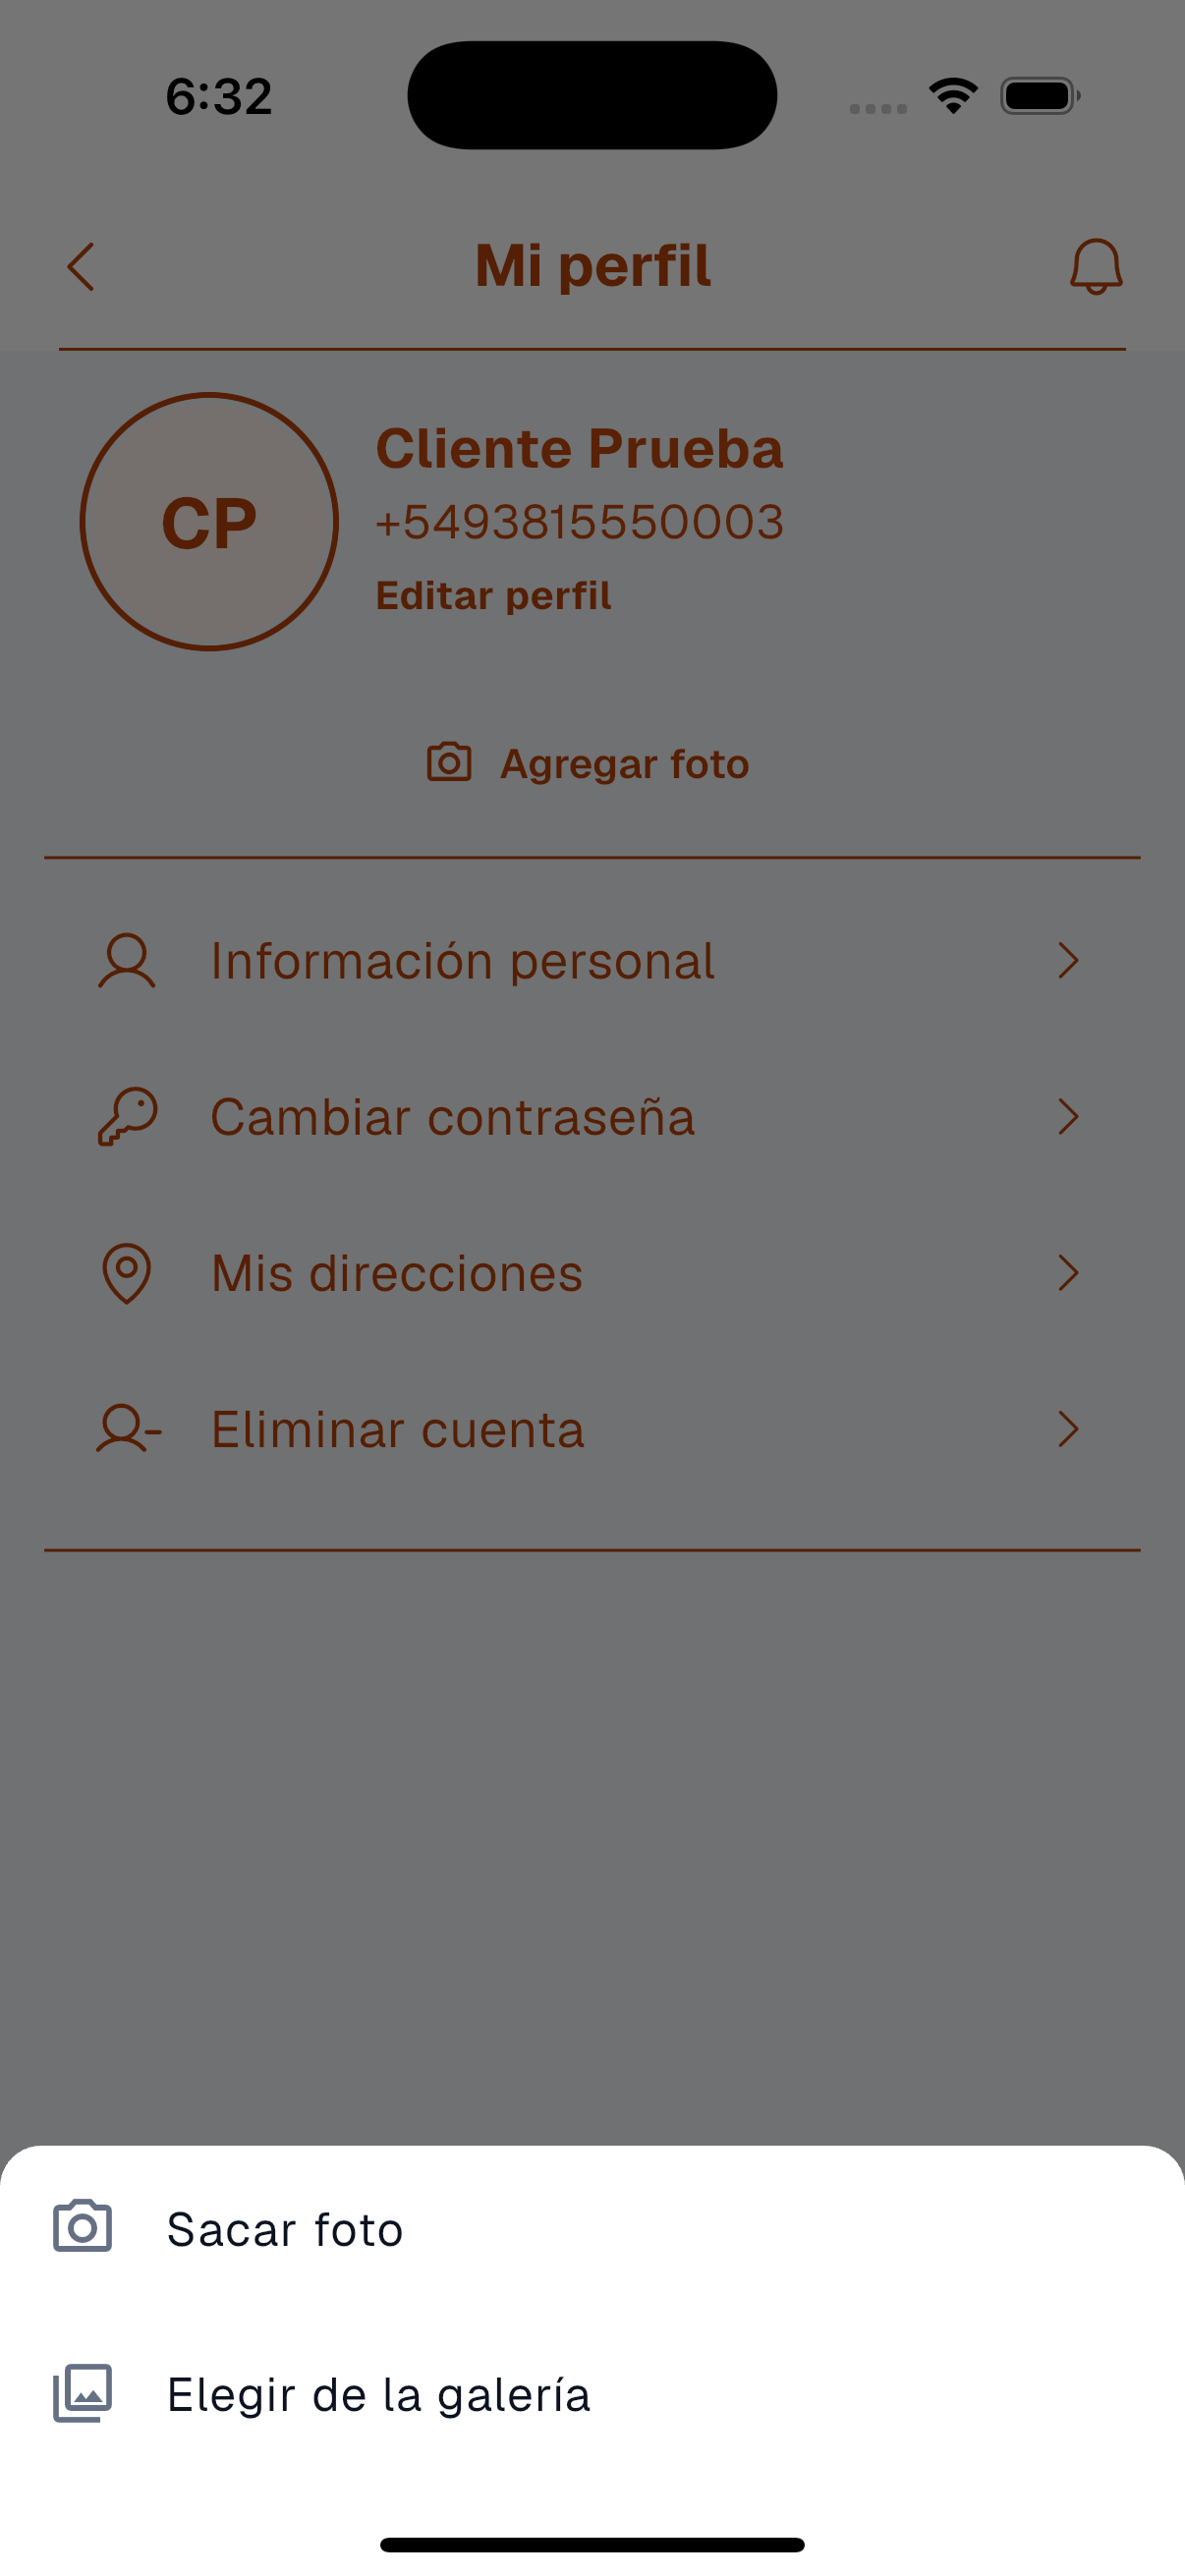 6:32
Mi perfil
CP
Cliente Prueba
+5493815550003
Editar perfil
Agregar foto
Información personal
Cambiar contraseña
Mis direcciones
Eliminar cuenta
Sacar foto
Elegir de la galería